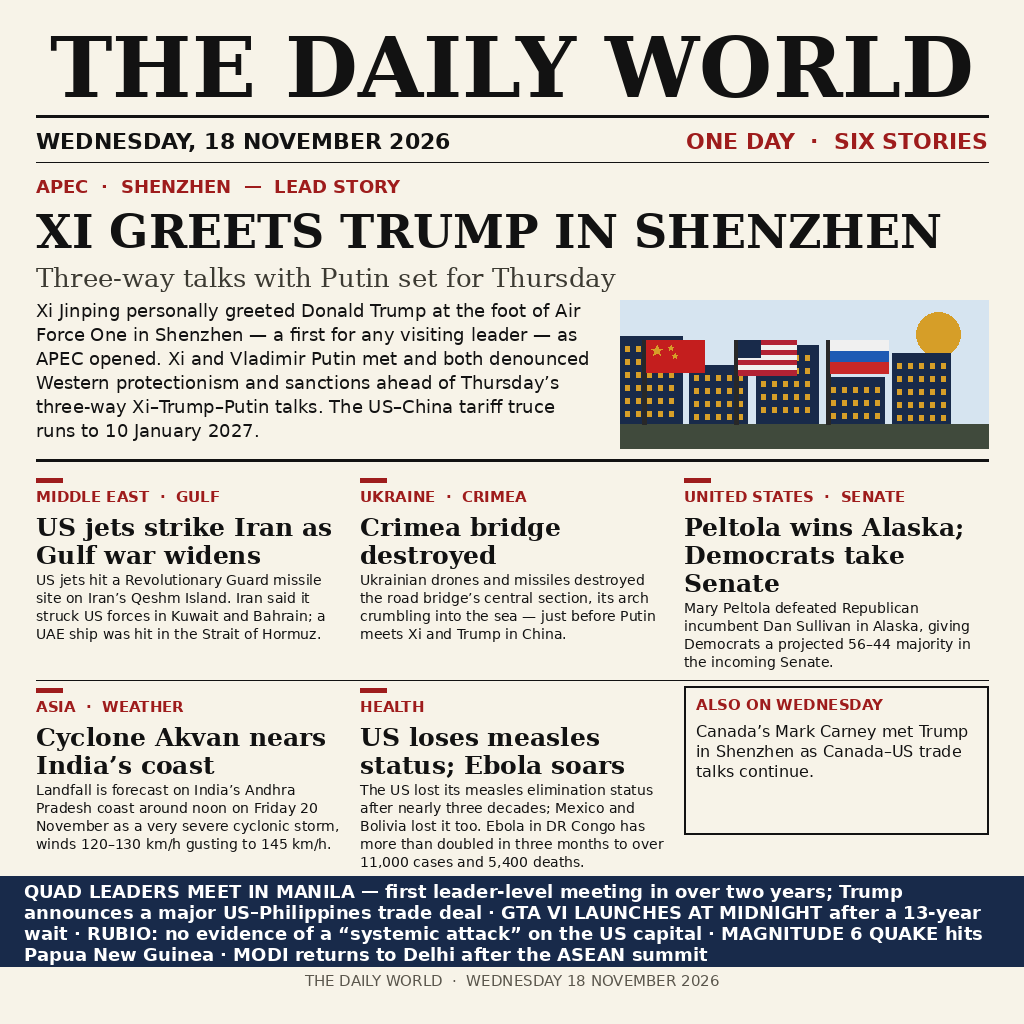 THE DAILY WORLD
WEDNESDAY, 18 NOVEMBER 2026
ONE DAY · SIX STORIES
APEC · SHENZHEN — LEAD STORY
XI GREETS TRUMP IN SHENZHEN
Three-way talks with Putin set for Thursday
Xi Jinping personally greeted Donald Trump at the foot of Air
Force One in Shenzhen — a first for any visiting leader — as
APEC opened. Xi and Vladimir Putin met and both denounced
Western protectionism and sanctions ahead of Thursday’s
three-way Xi–Trump–Putin talks. The US–China tariff truce
runs to 10 January 2027.
MIDDLE EAST · GULF
US jets strike Iran as
Gulf war widens
US jets hit a Revolutionary Guard missile
site on Iran’s Qeshm Island. Iran said it
struck US forces in Kuwait and Bahrain; a
UAE ship was hit in the Strait of Hormuz.
UKRAINE · CRIMEA
Crimea bridge
destroyed
Ukrainian drones and missiles destroyed
the road bridge’s central section, its arch
crumbling into the sea — just before Putin
meets Xi and Trump in China.
UNITED STATES · SENATE
Peltola wins Alaska;
Democrats take
Senate
Mary Peltola defeated Republican
incumbent Dan Sullivan in Alaska, giving
Democrats a projected 56–44 majority in
the incoming Senate.
ASIA · WEATHER
Cyclone Akvan nears
India’s coast
Landfall is forecast on India’s Andhra
Pradesh coast around noon on Friday 20
November as a very severe cyclonic storm,
winds 120–130 km/h gusting to 145 km/h.
HEALTH
US loses measles
status; Ebola soars
The US lost its measles elimination status
after nearly three decades; Mexico and
Bolivia lost it too. Ebola in DR Congo has
more than doubled in three months to over
11,000 cases and 5,400 deaths.
ALSO ON WEDNESDAY
Canada’s Mark Carney met Trump
in Shenzhen as Canada–US trade
talks continue.
QUAD LEADERS MEET IN MANILA — first leader-level meeting in over two years; Trump
announces a major US–Philippines trade deal · GTA VI LAUNCHES AT MIDNIGHT after a 13-year
wait · RUBIO: no evidence of a “systemic attack” on the US capital · MAGNITUDE 6 QUAKE hits
Papua New Guinea · MODI returns to Delhi after the ASEAN summit
THE DAILY WORLD · WEDNESDAY 18 NOVEMBER 2026